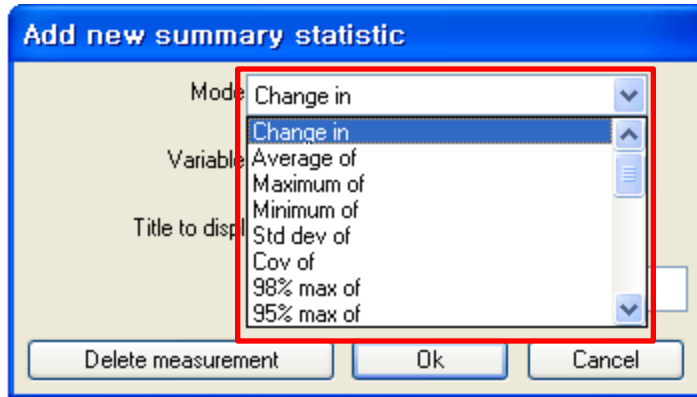 Add new summary statistic
Mode Change in
Change in
Variable Average of
Maximum of
Minimum of
Title to displ Std dev of
Cov of
98% max of
95% max of
Delete measurement Ok Cancel